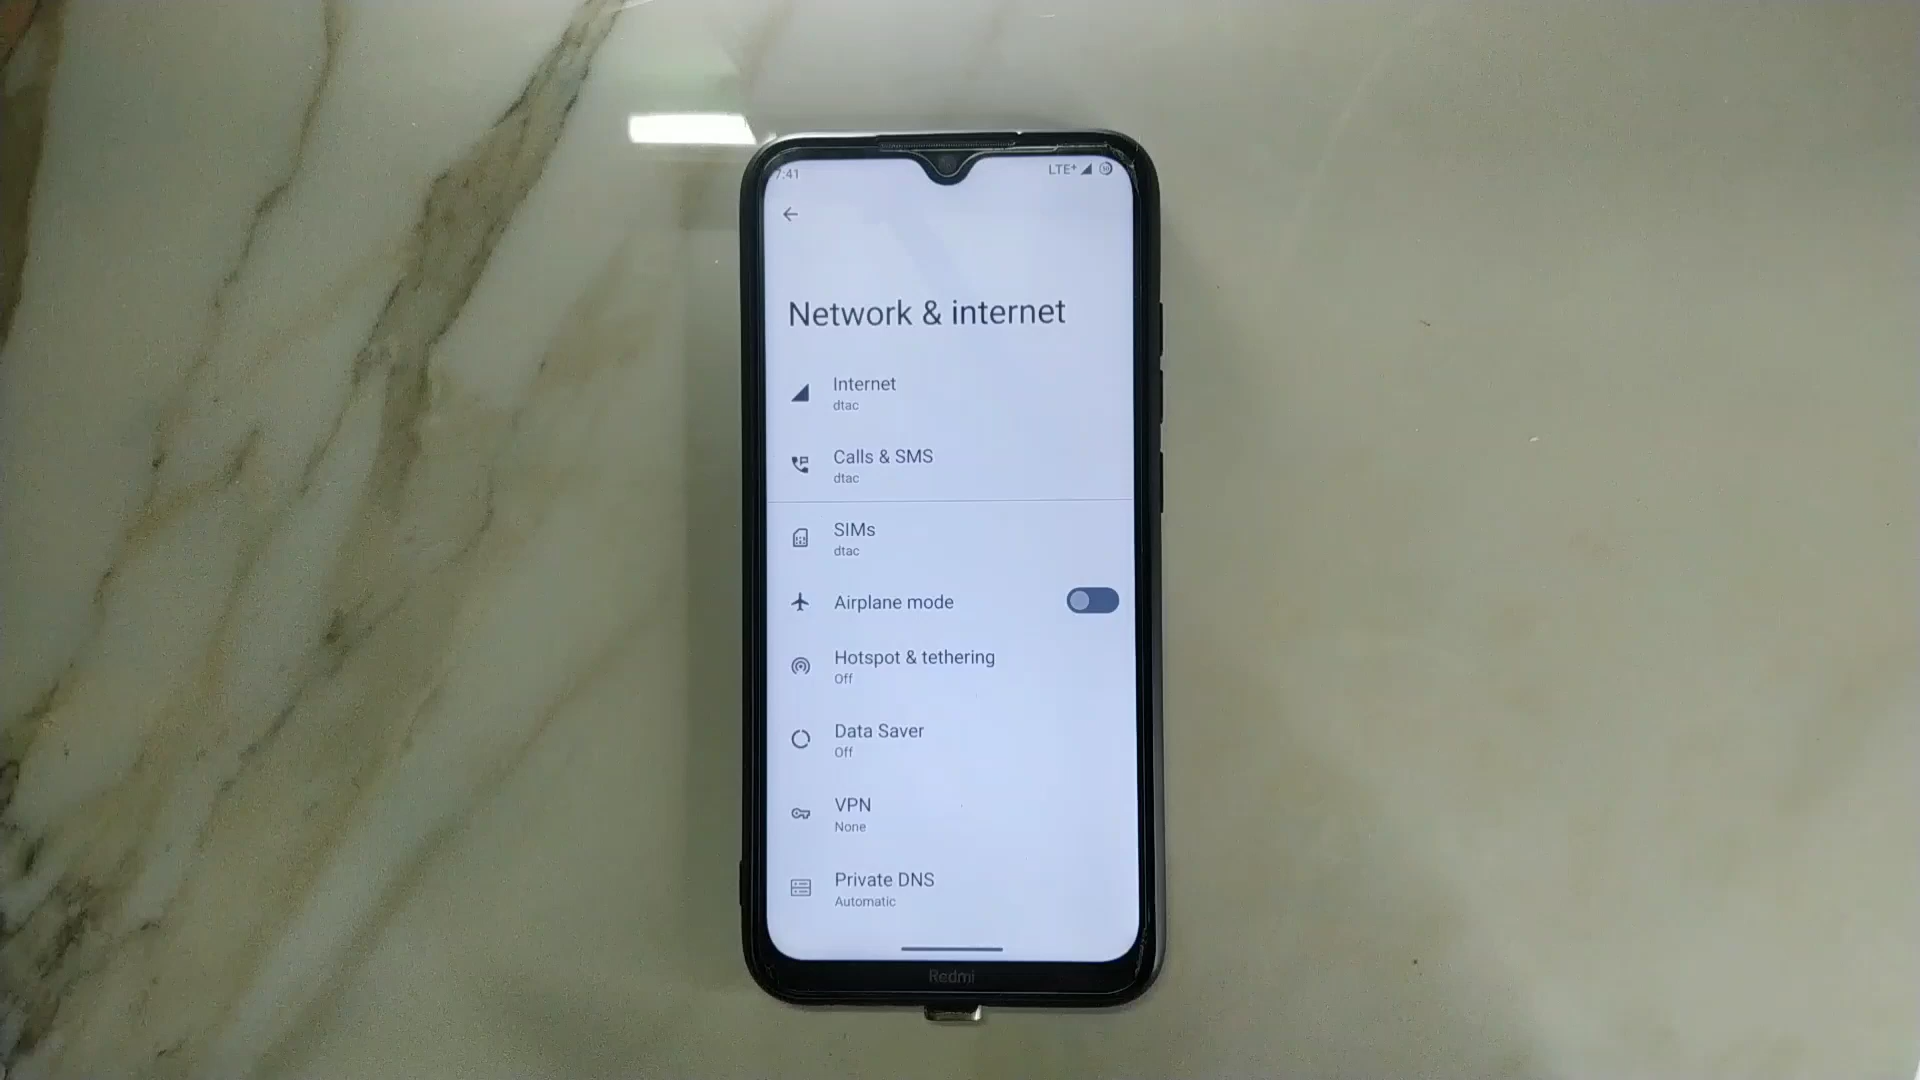 7:41 LTE+
Network & internet
Internet
dtac
Calls & SMS
dtac
SIMs
dtac
Airplane mode
Hotspot & tethering
Off
Data Saver
Off
VPN
None
Private DNS
Automatic
Redmi